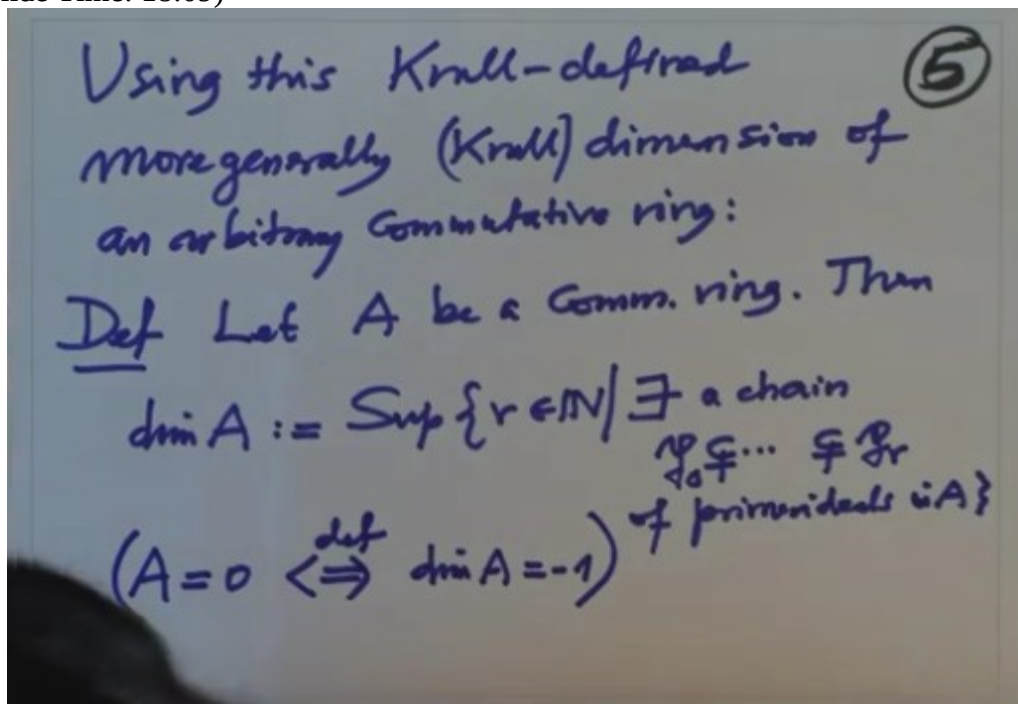 Using this Krull-defined
⑤
more generally (Krull) dimension of
an arbitrary Commutative ring:
Def Let A be a Comm. ring. Then
dim A := Sup {r ∈ ℕ | ∃ a chain
𝔭₀ ⊊ ⋯ ⊊ 𝔭ᵣ
of prime ideals in A}
(A = 0 ⟺ def dim A = -1)